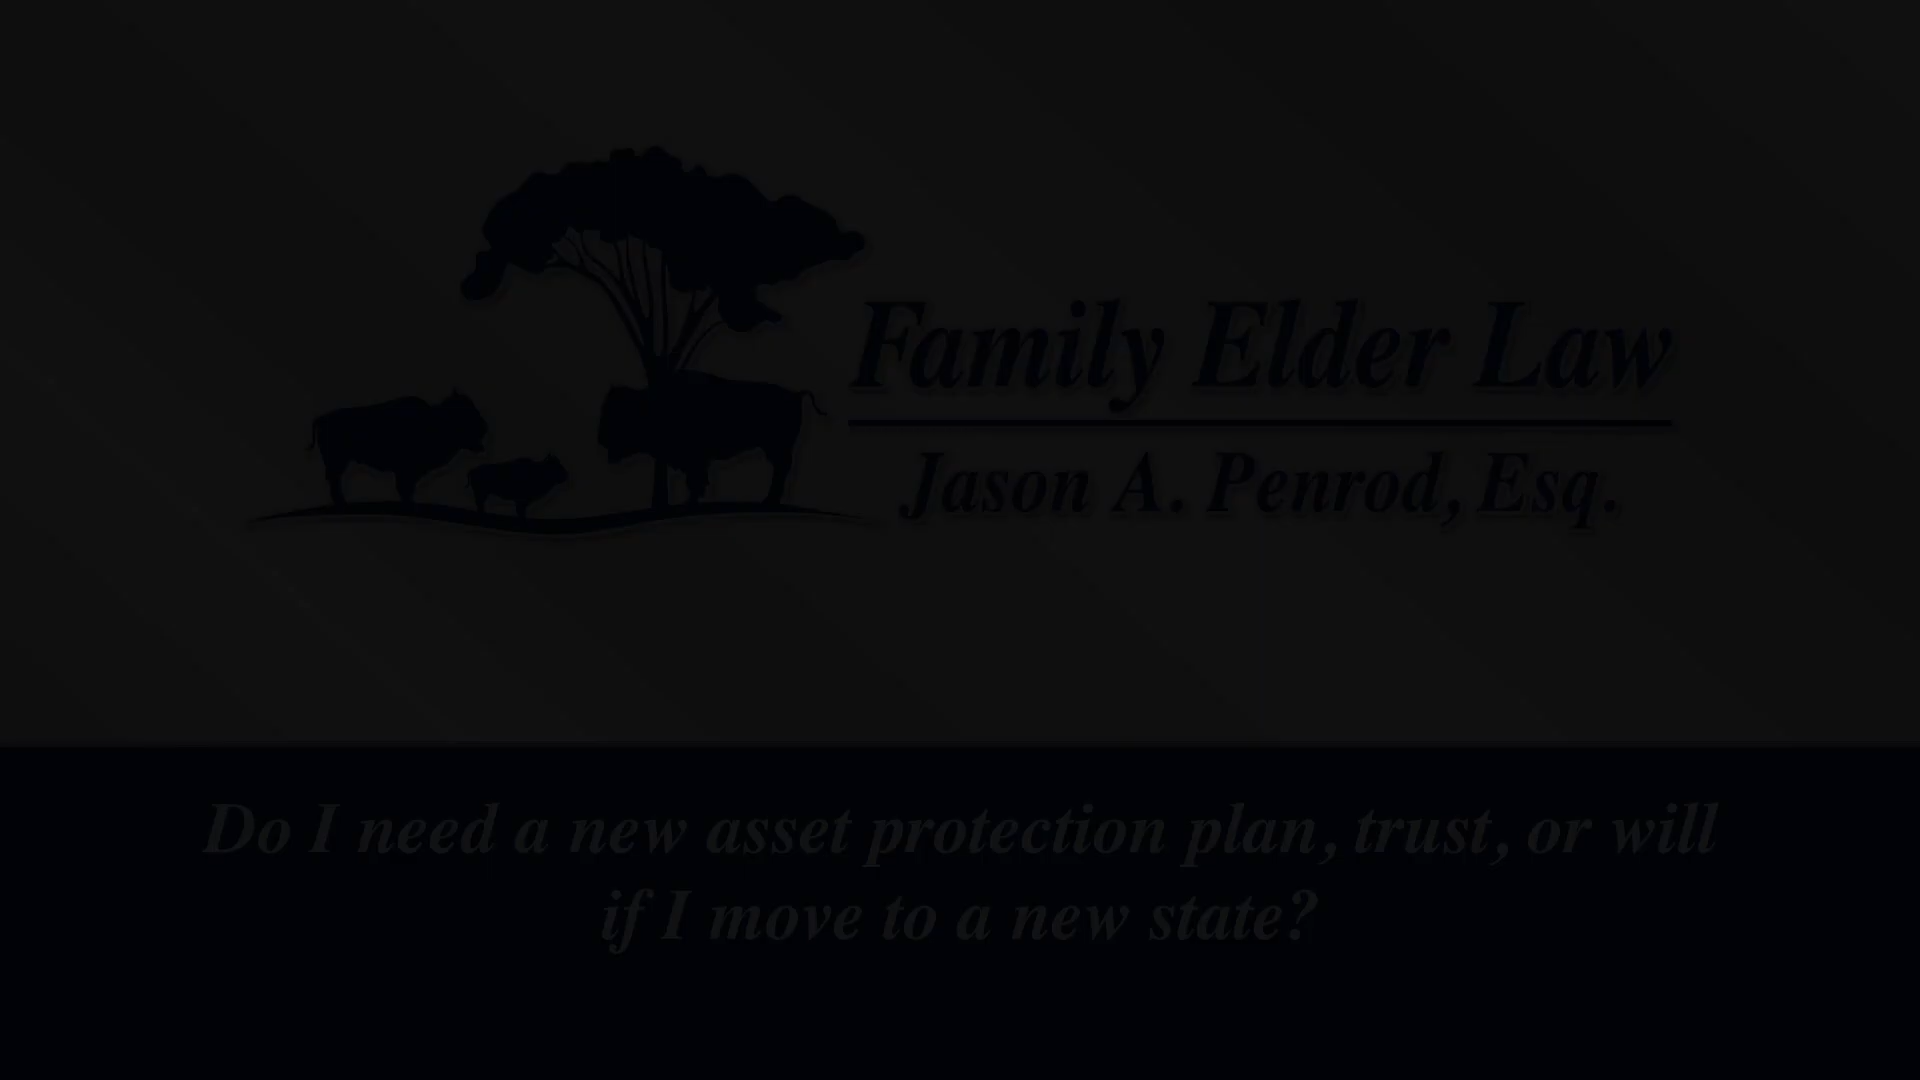 Family Elder Law
Jason A. Penrod, Esq.
Do I need a new asset protection plan, trust, or will
if I move to a new state?